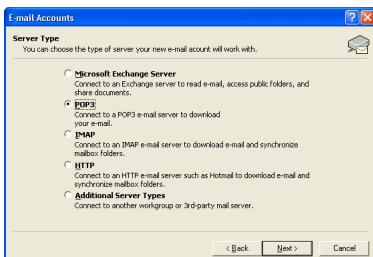 E-mail Accounts
Server Type
You can choose the type of server your new e-mail acount will work with.
Microsoft Exchange Server
Connect to an Exchange server to read e-mail, access public folders, and
share documents.
POP3
Connect to a POP3 e-mail server to download
your e-mail.
IMAP
Connect to an IMAP e-mail server to download e-mail and synchronize
mailbox folders.
HTTP
Connect to an HTTP e-mail server such as Hotmail to download e-mail and
synchronize mailbox folders.
Additional Server Types
Connect to another workgroup or 3rd-party mail server.
< Back Next > Cancel